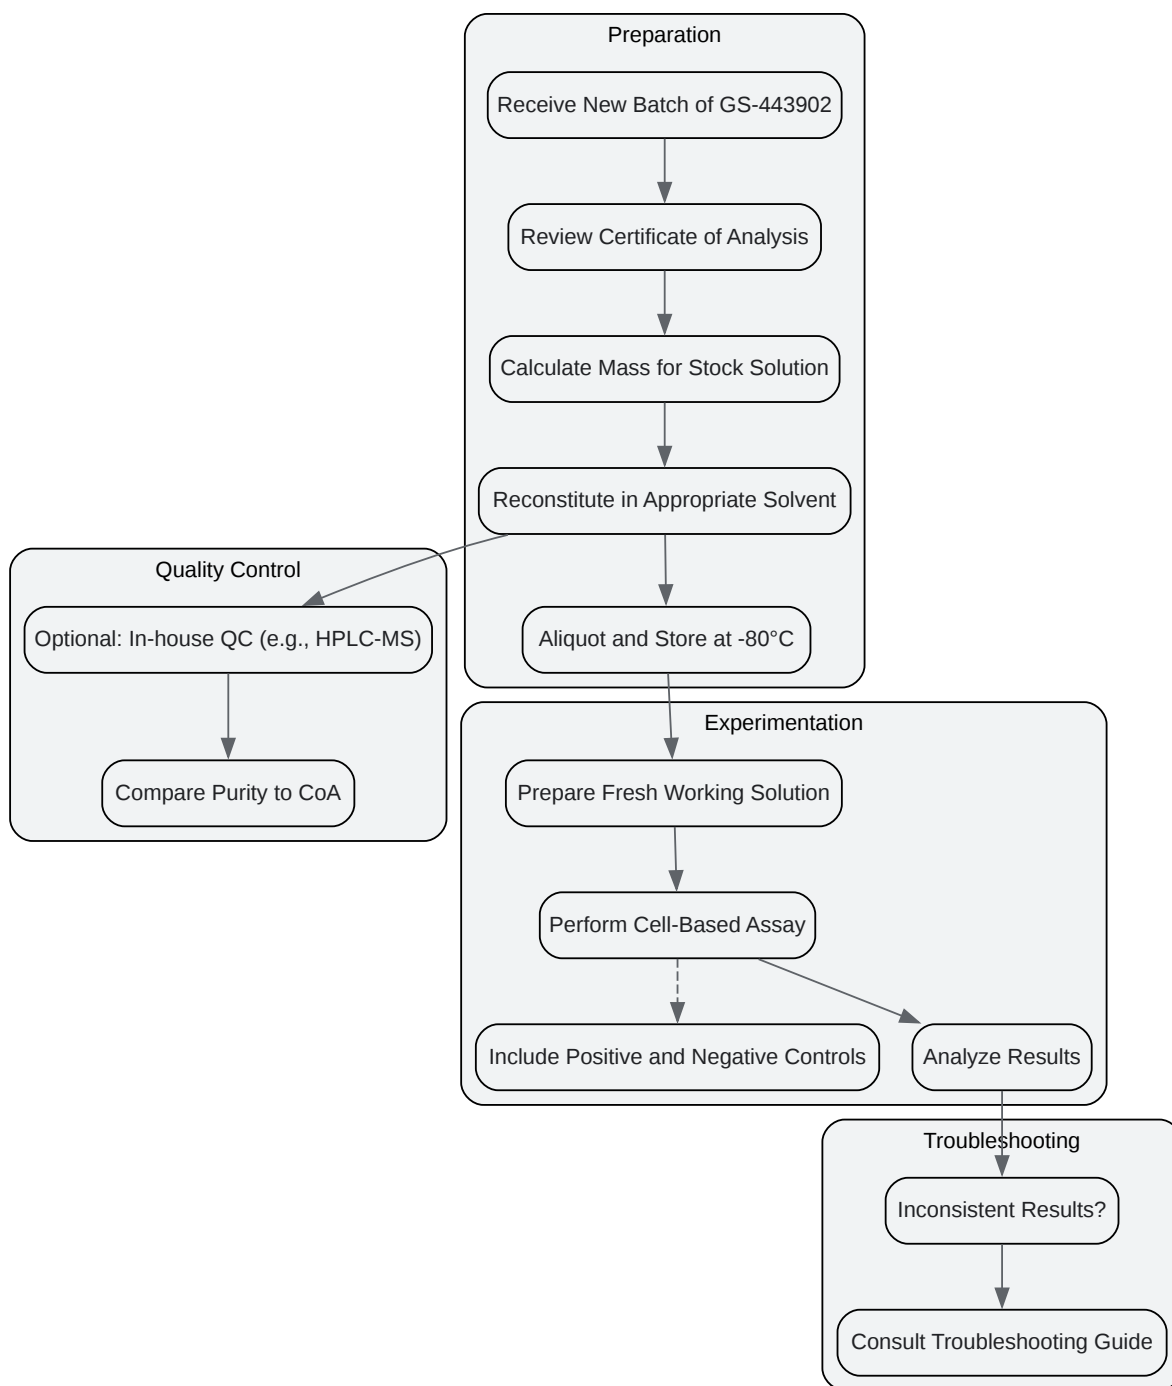 Preparation
Receive New Batch of GS-443902
Review Certificate of Analysis
Calculate Mass for Stock Solution
Reconstitute in Appropriate Solvent
Quality Control
Optional: In-house QC (e.g., HPLC-MS)
Aliquot and Store at -80°C
Compare Purity to CoA
Experimentation
Prepare Fresh Working Solution
Perform Cell-Based Assay
Include Positive and Negative Controls
Analyze Results
Troubleshooting
Inconsistent Results?
Consult Troubleshooting Guide